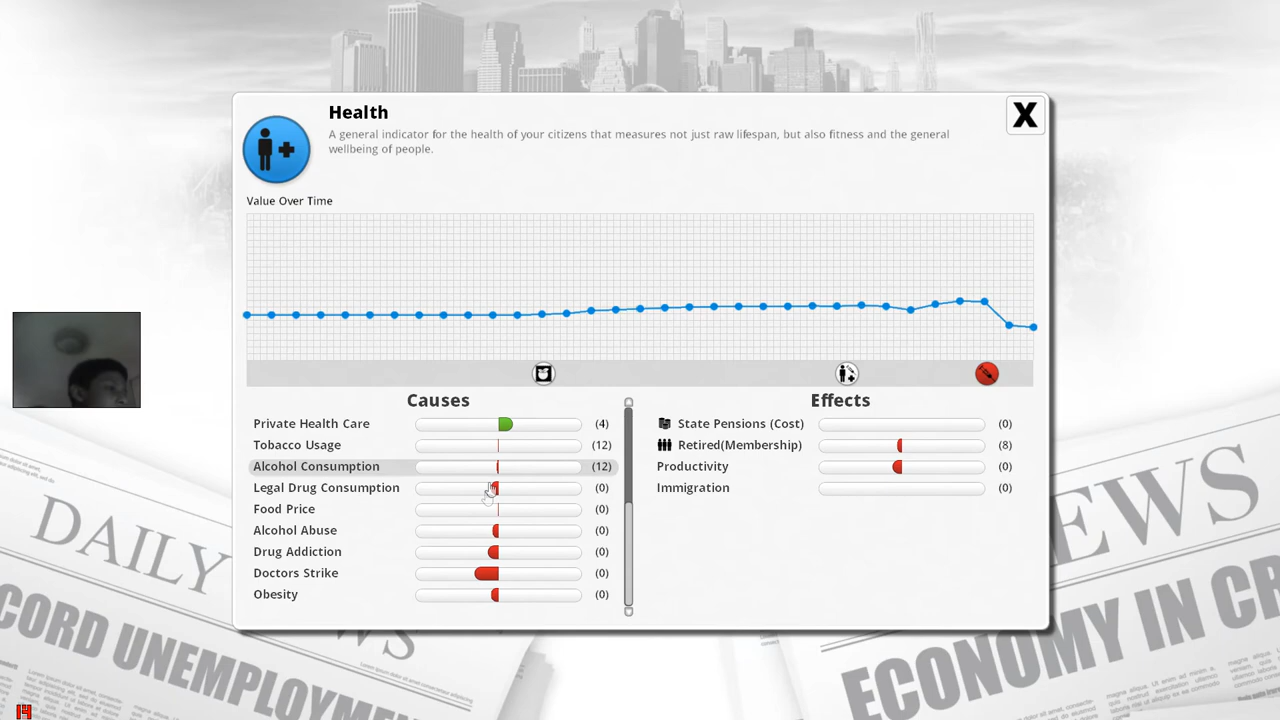 Health
X
A general indicator for the health of your citizens that measures not just raw lifespan, but also fitness and the general
wellbeing of people.
Value Over Time
Causes
Effects
Private Health Care (4)
State Pensions (Cost) (0)
Tobacco Usage (12)
Retired(Membership) (8)
Alcohol Consumption (12)
Productivity (0)
Legal Drug Consumption (0)
Immigration (0)
Food Price (0)
Alcohol Abuse (0)
Drug Addiction (0)
Doctors Strike (0)
Obesity (0)
DAILY
NEWS
CORD UNEMPLOYMENT
ECONOMY IN CR
14